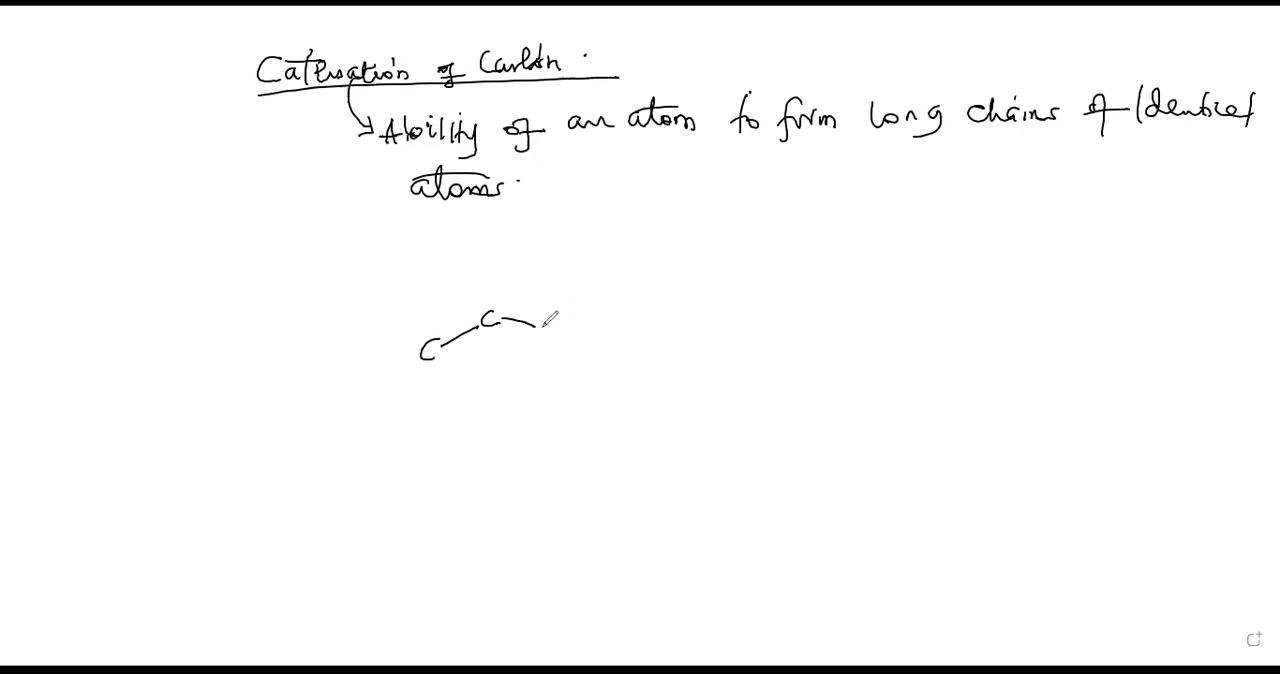 Catenation of Carbon .
Ability of an atom to form long chains of Identical
atoms.
C C